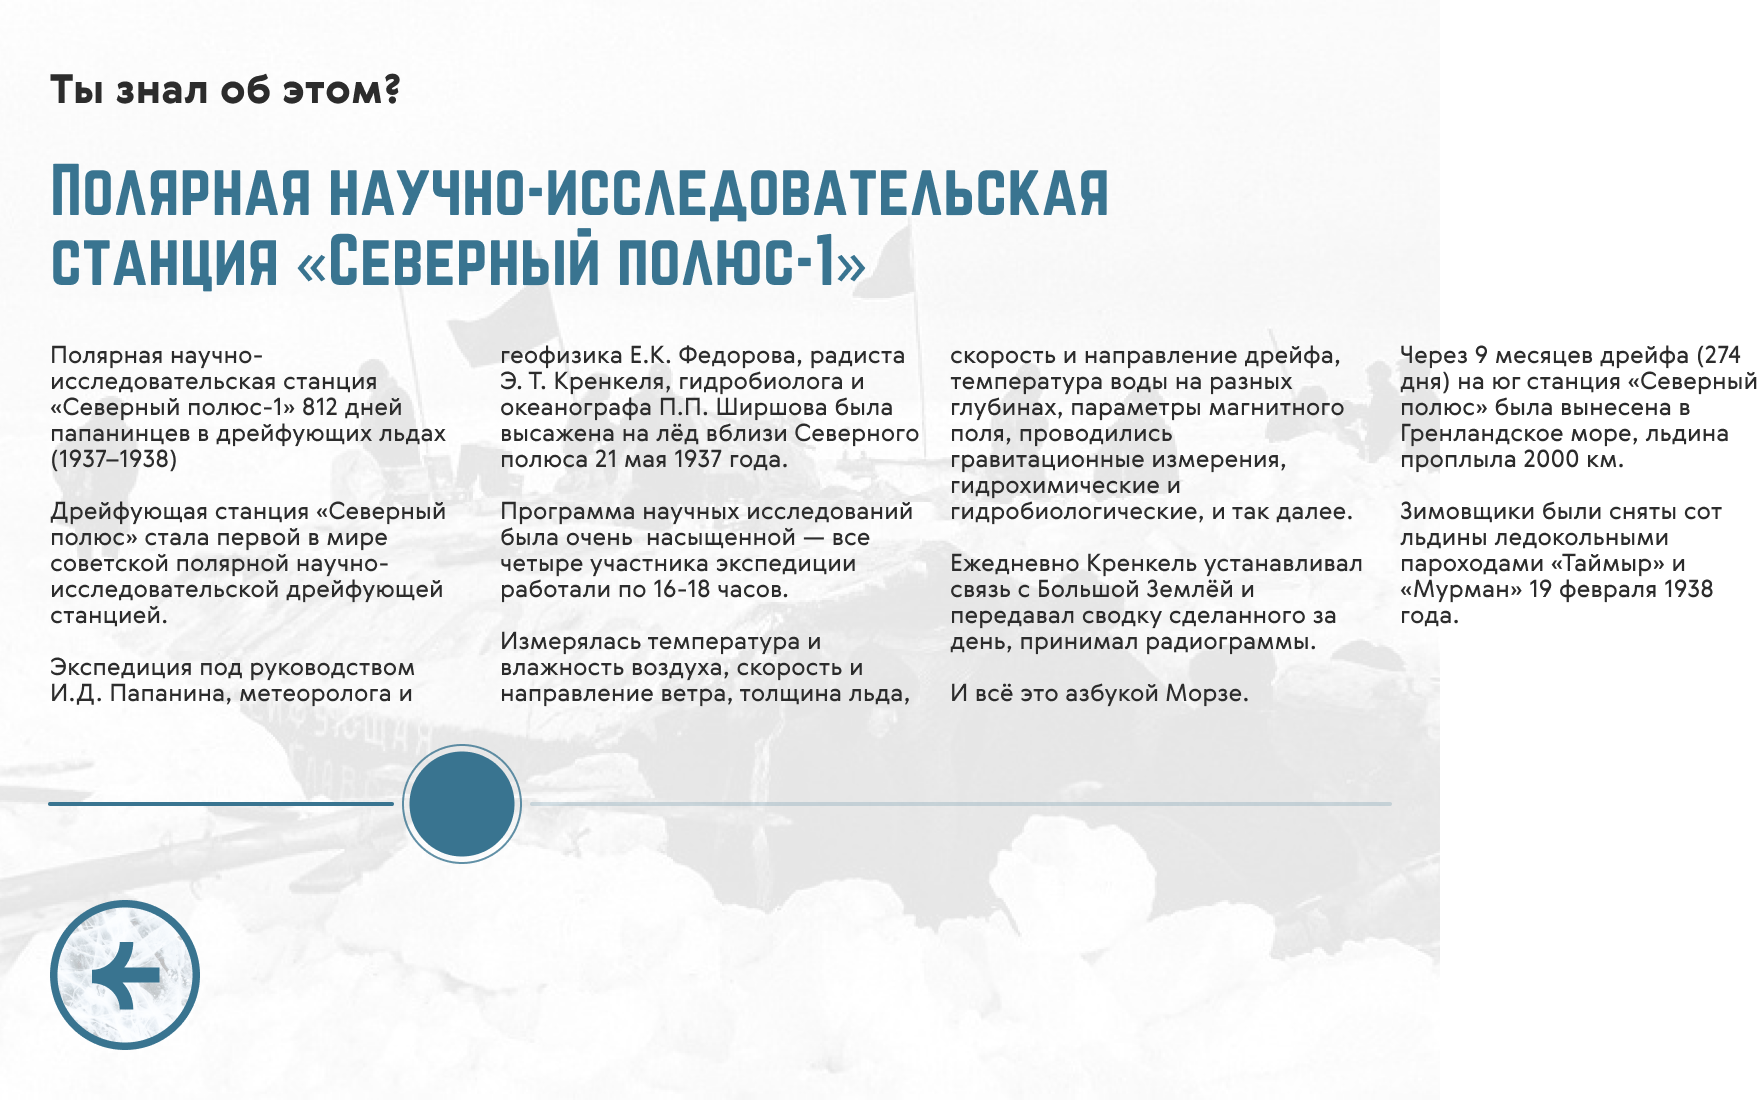 Ты знал об этом?
Полярная научно-исследовательская
станция «Северный полюс-1»
Полярная научно-
исследовательская станция
«Северный полюс-1» 812 дней
папанинцев в дрейфующих льдах
(1937–1938)
Дрейфующая станция «Северный
полюс» стала первой в мире
советской полярной научно-
исследовательской дрейфующей
станцией.
Экспедиция под руководством
И.Д. Папанина, метеоролога и
геофизика Е.К. Федорова, радиста
Э. Т. Кренкеля, гидробиолога и
океанографа П.П. Ширшова была
высажена на лёд вблизи Северного
полюса 21 мая 1937 года.
Программа научных исследований
была очень  насыщенной — все
четыре участника экспедиции
работали по 16-18 часов.
Измерялась температура и
влажность воздуха, скорость и
направление ветра, толщина льда,
скорость и направление дрейфа,
температура воды на разных
глубинах, параметры магнитного
поля, проводились
гравитационные измерения,
гидрохимические и
гидробиологические, и так далее.
Ежедневно Кренкель устанавливал
связь с Большой Землёй и
передавал сводку сделанного за
день, принимал радиограммы.
И всё это азбукой Морзе.
Через 9 месяцев дрейфа (274
дня) на юг станция «Северный
полюс» была вынесена в
Гренландское море, льдина
проплыла 2000 км.
Зимовщики были сняты сот
льдины ледокольными
пароходами «Таймыр» и
«Мурман» 19 февраля 1938
года.